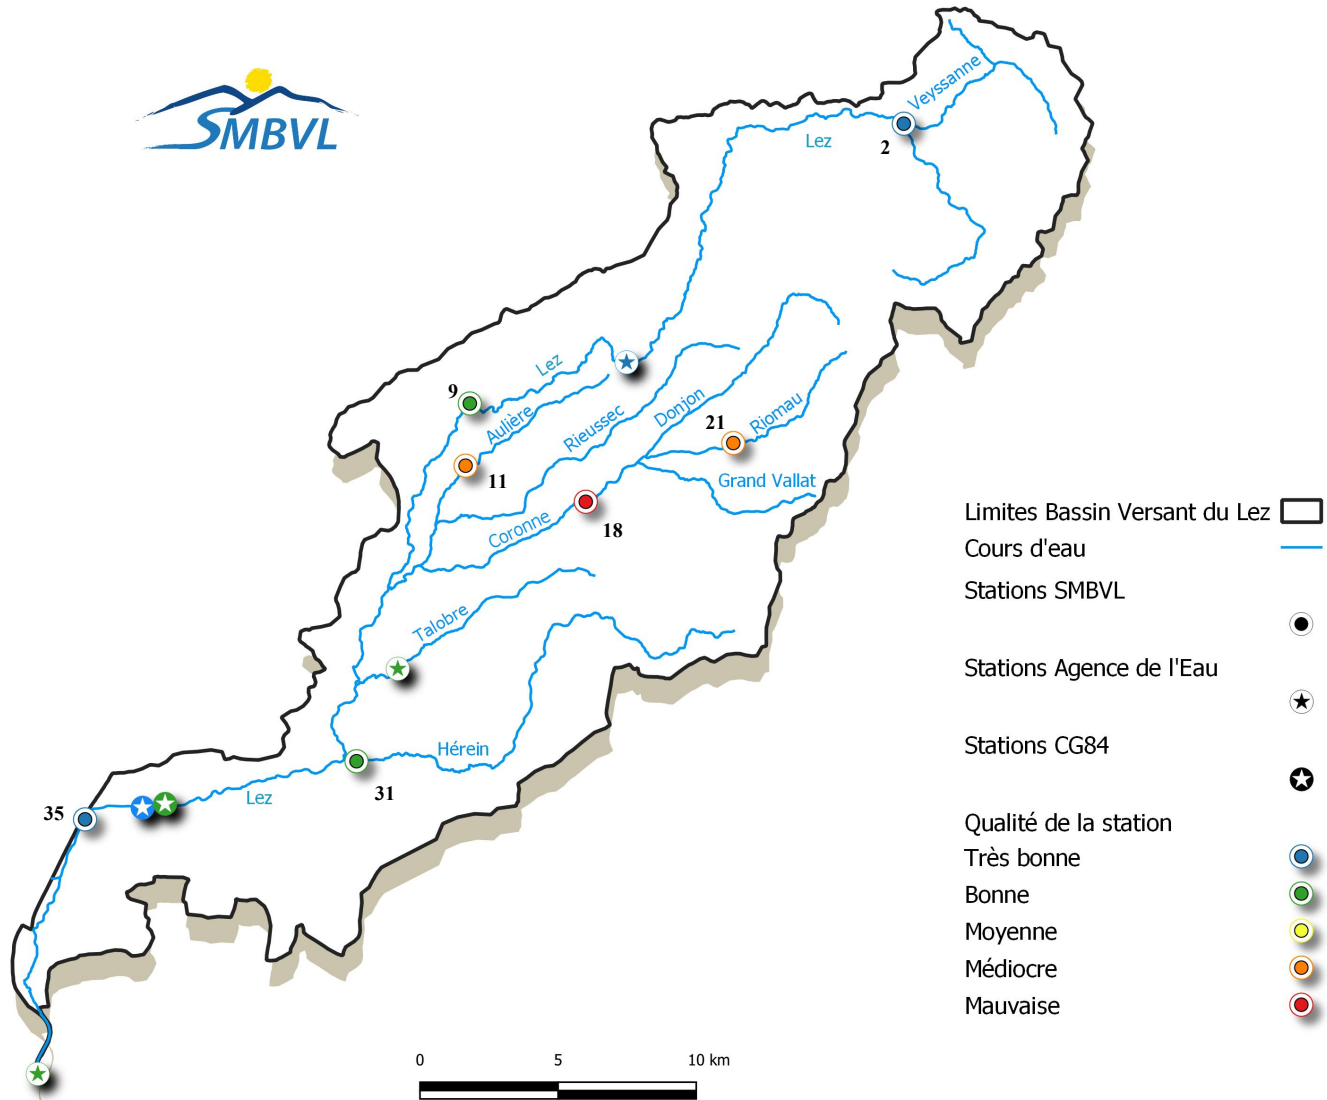 SMBVL
Veyssanne
Lez
2
Lez
9
Aulière
Rieussec
Donjon
21
Riomau
11
Grand Vallat
Coronne
18
Talobre
Hérein
31
Lez
35
Limites Bassin Versant du Lez
Cours d'eau
Stations SMBVL
Stations Agence de l'Eau
Stations CG84
Qualité de la station
Très bonne
Bonne
Moyenne
Médiocre
Mauvaise
0 5 10 km